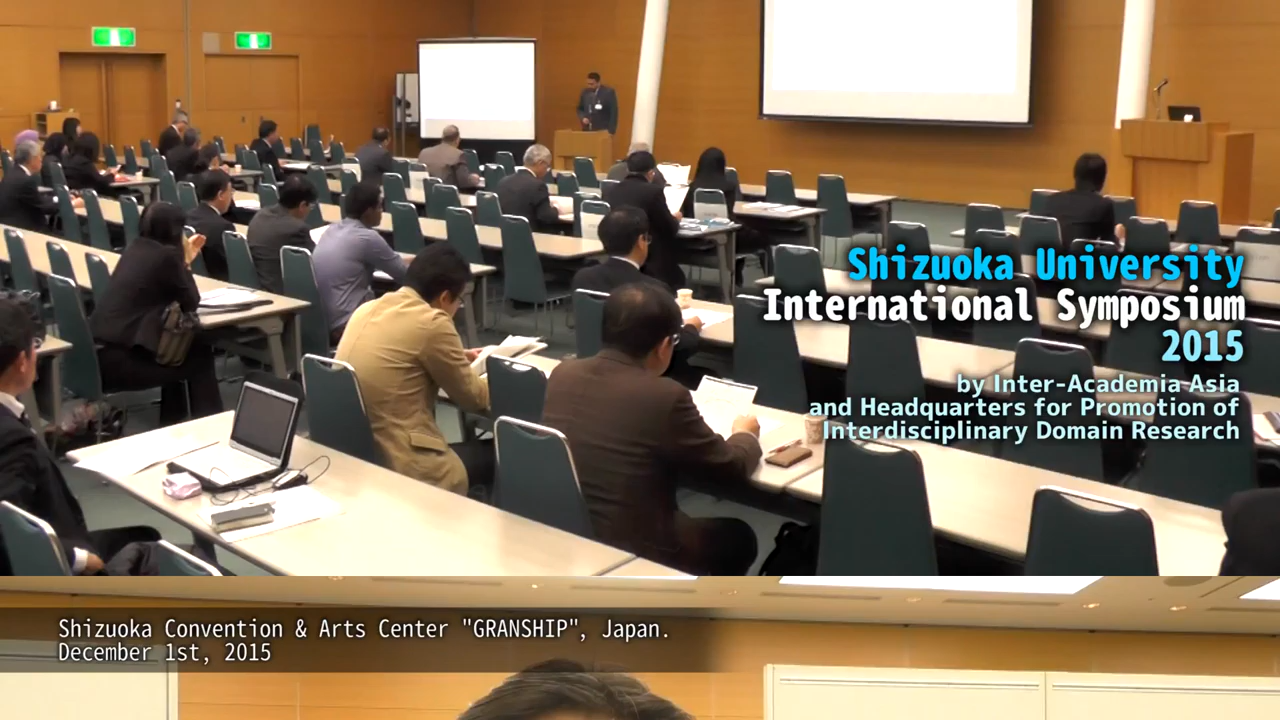 Shizuoka University
International Symposium
2015
by Inter-Academia Asia
and Headquarters for Promotion of
Interdisciplinary Domain Research
Shizuoka Convention & Arts Center "GRANSHIP", Japan.
December 1st, 2015